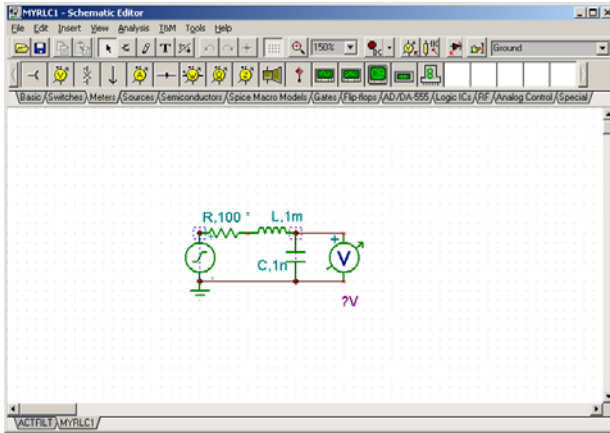 MYRLC1 - Schematic Editor
File Edit Insert View Analysis T&M Tools Help
150% Ground
Basic Switches Meters Sources Semiconductors Spice Macro Models Gates Flip-flops AD/DA-555 Logic ICs RF Analog Control Special
R,100 L,1m
C,1n
V
?V
ACTFILT MYRLC1